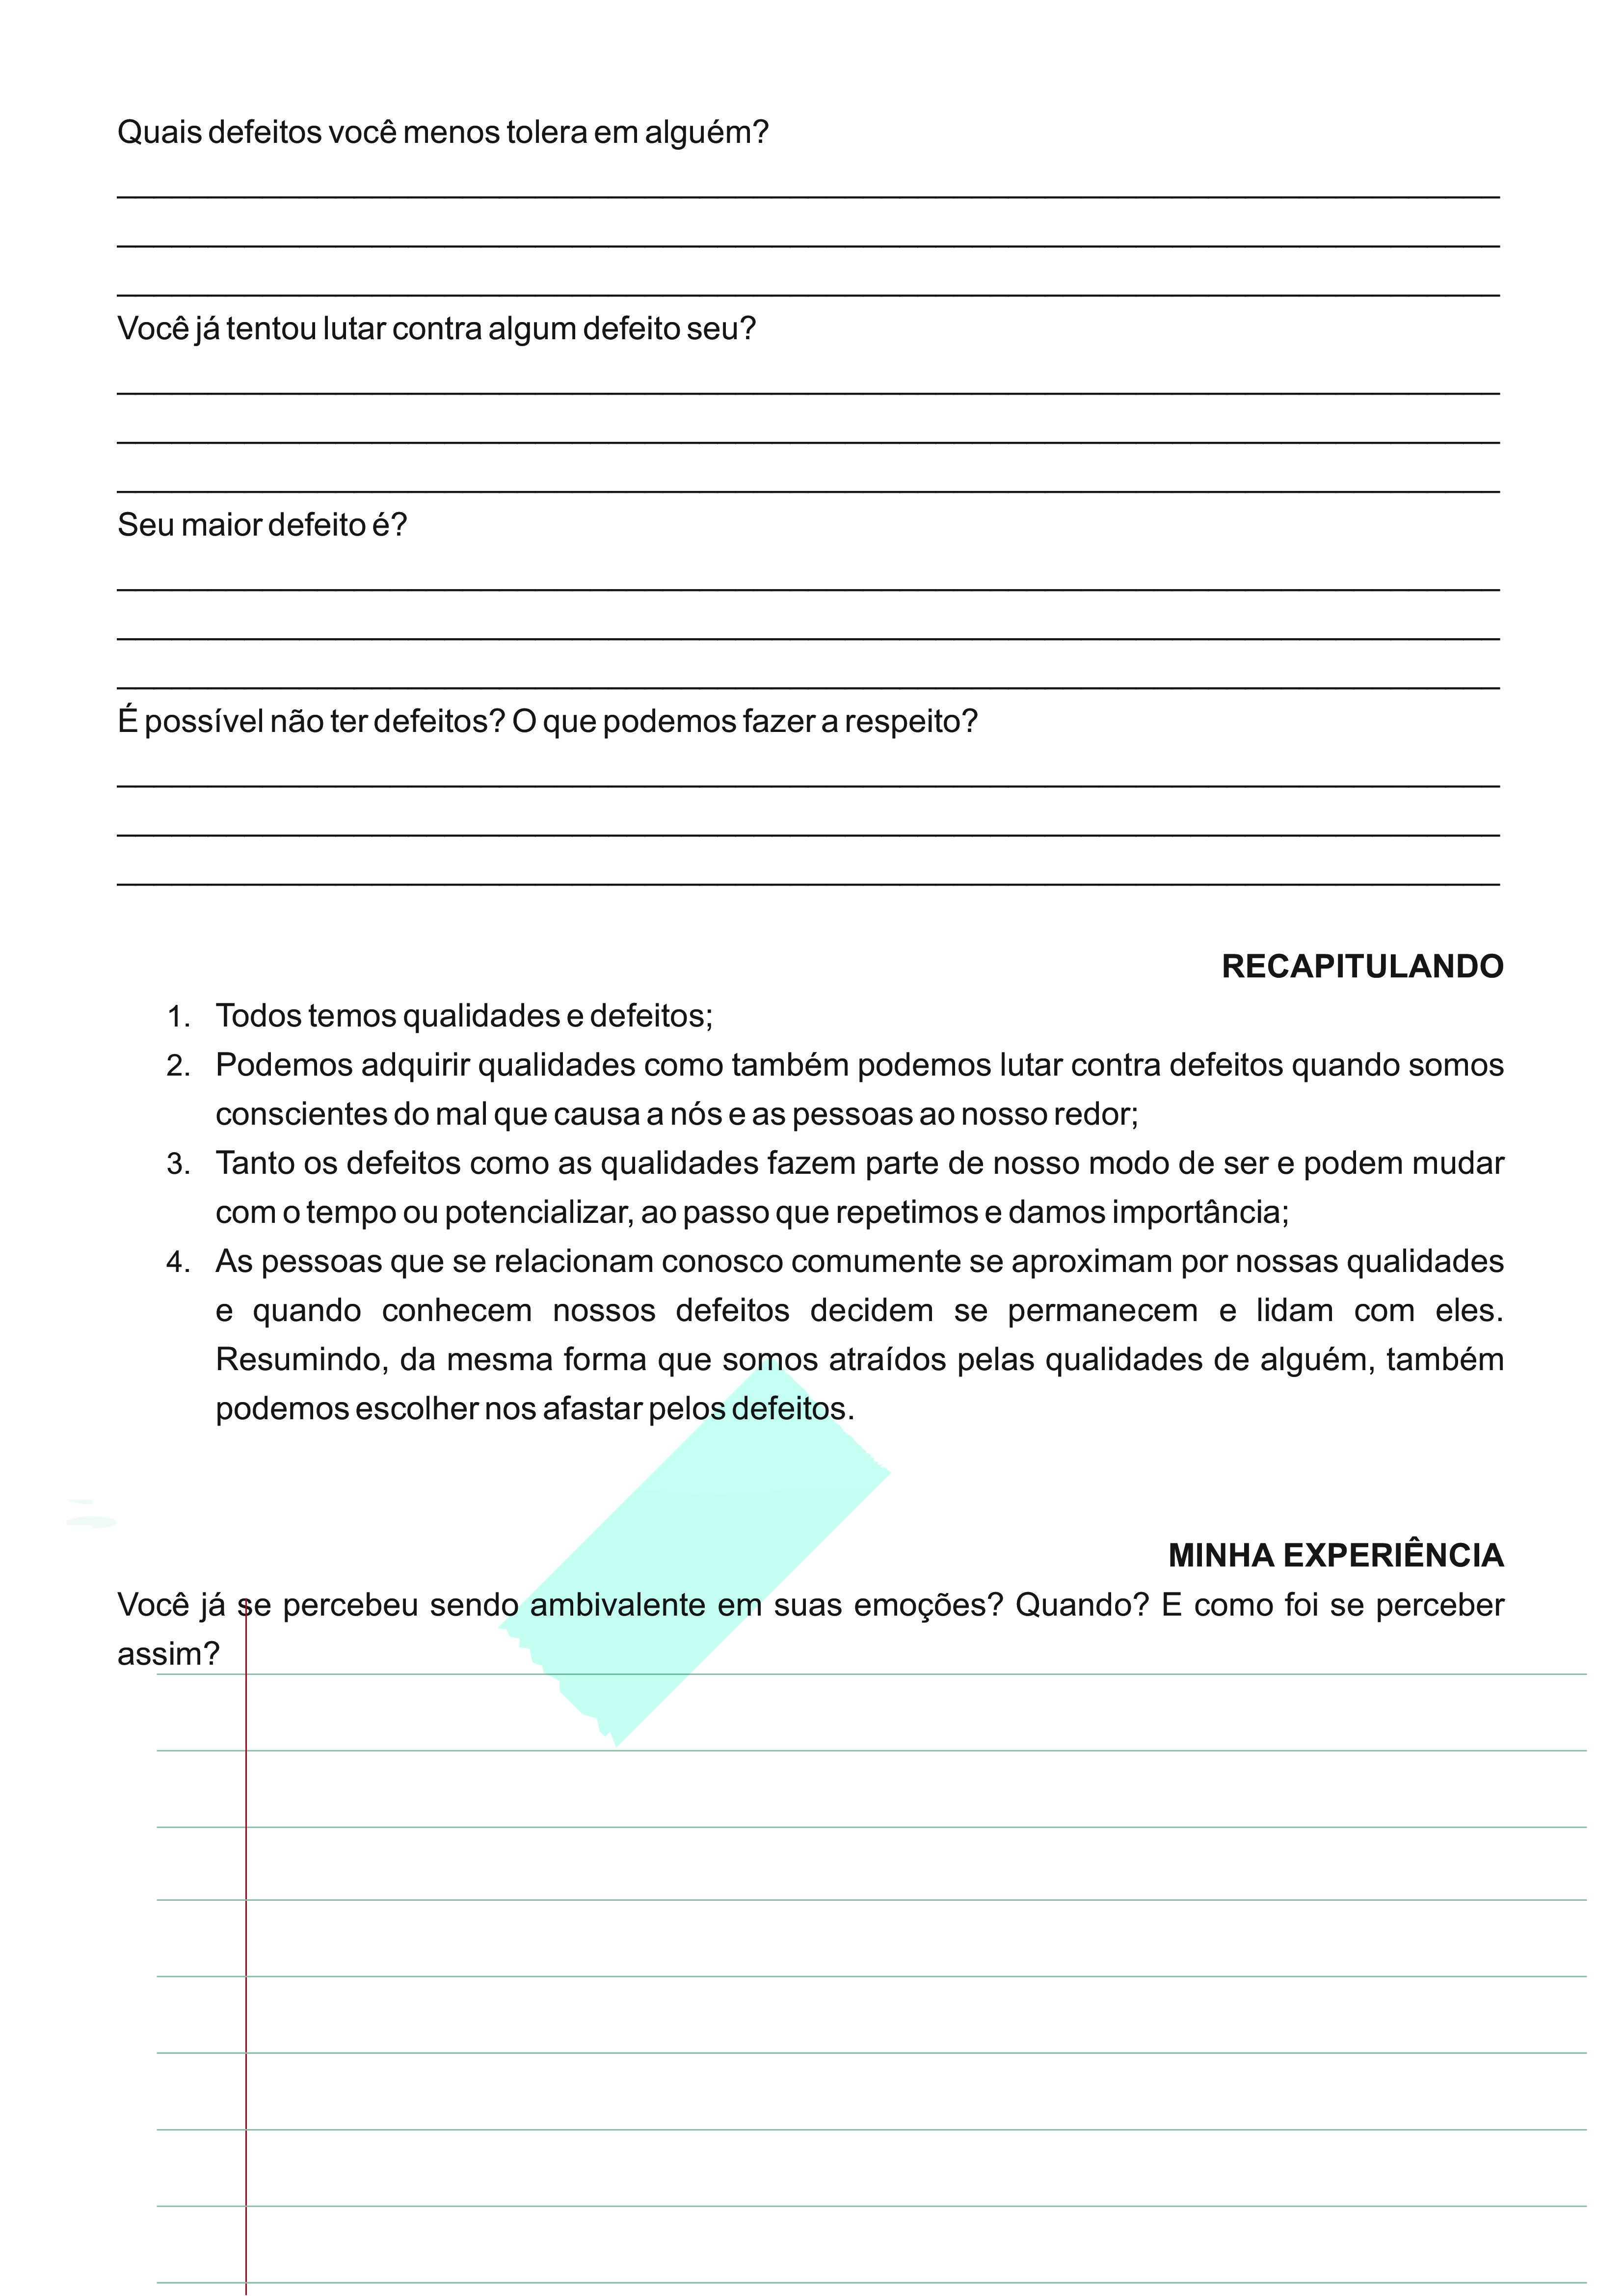 Quais defeitos você menos tolera em alguém?
Você já tentou lutar contra algum defeito seu?
Seu maior defeito é?
É possível não ter defeitos? O que podemos fazer a respeito?
RECAPITULANDO
1. Todos temos qualidades e defeitos;
2. Podemos adquirir qualidades como também podemos lutar contra defeitos quando somos
conscientes do mal que causa a nós e as pessoas ao nosso redor;
3. Tanto os defeitos como as qualidades fazem parte de nosso modo de ser e podem mudar
com o tempo ou potencializar, ao passo que repetimos e damos importância;
4. As pessoas que se relacionam conosco comumente se aproximam por nossas qualidades
e quando conhecem nossos defeitos decidem se permanecem e lidam com eles.
Resumindo, da mesma forma que somos atraídos pelas qualidades de alguém, também
podemos escolher nos afastar pelos defeitos.
MINHA EXPERIÊNCIA
Você já se percebeu sendo ambivalente em suas emoções? Quando? E como foi se perceber
assim?